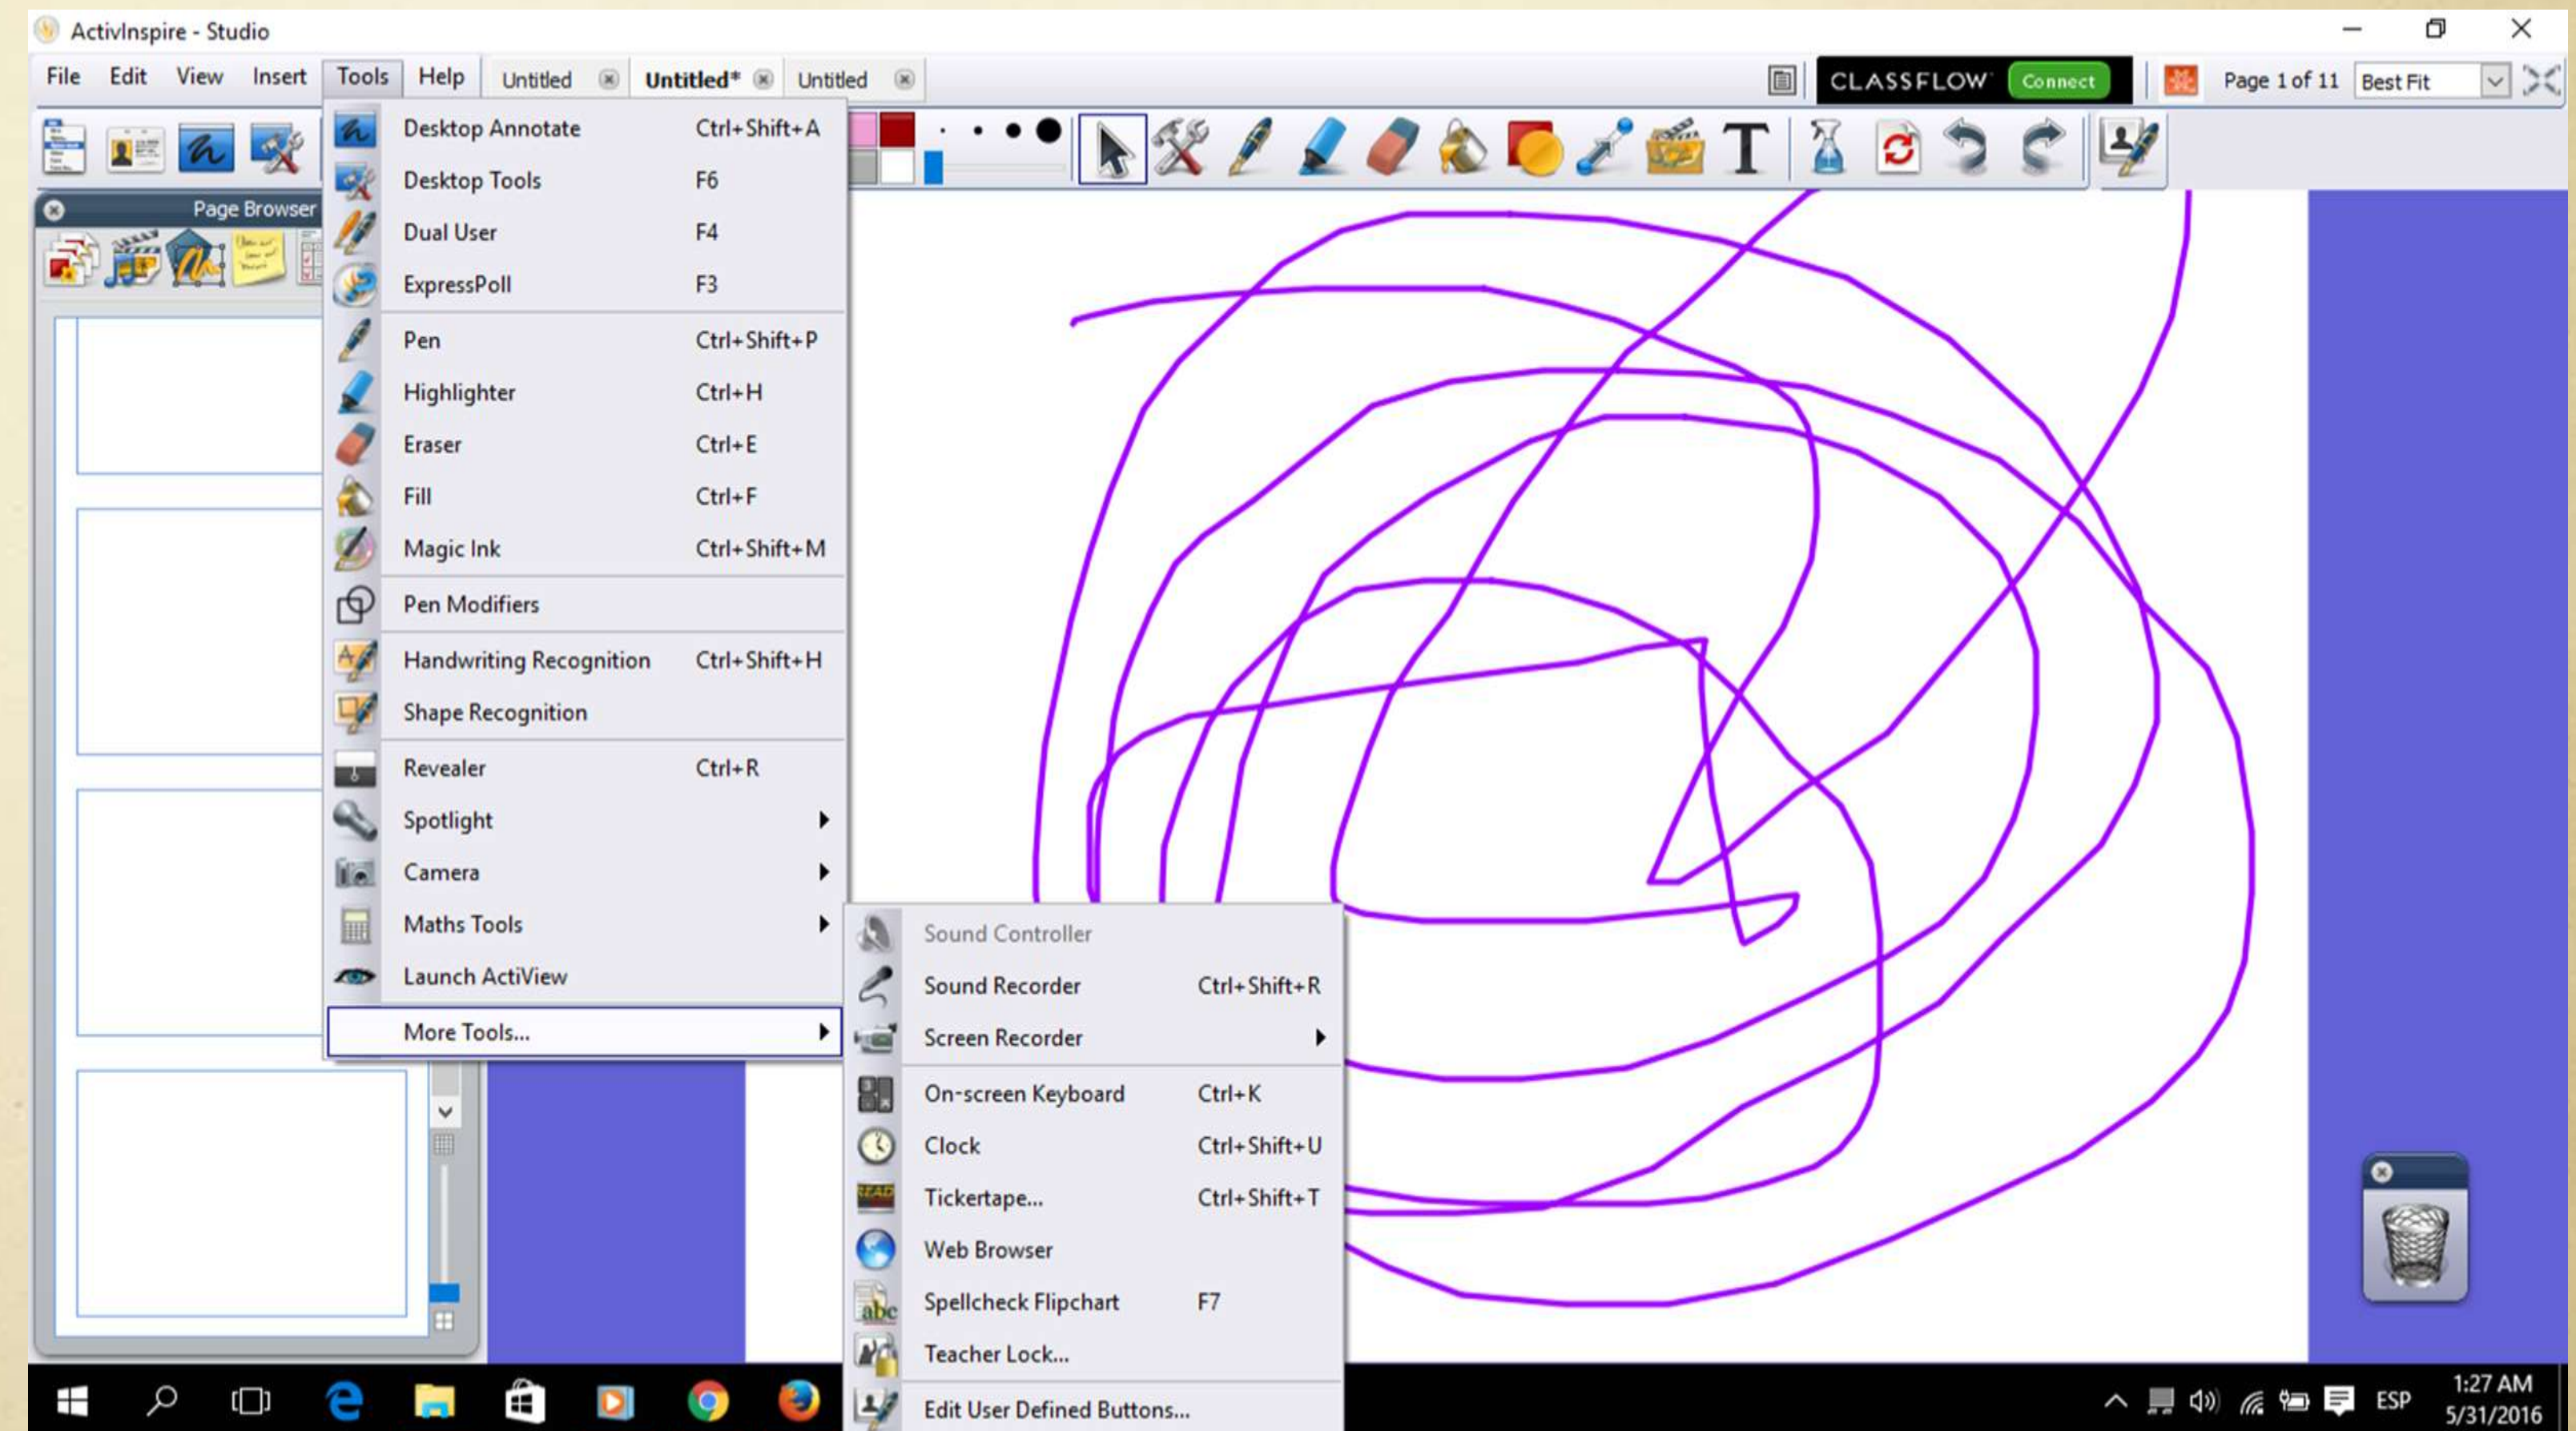 ActivInspire - Studio
File Edit View Insert Tools Help Untitled Untitled* Untitled CLASSFLOW Connect Page 1 of 11 Best Fit
Page Browser
Desktop Annotate Ctrl+Shift+A
Desktop Tools F6
Dual User F4
ExpressPoll F3
Pen Ctrl+Shift+P
Highlighter Ctrl+H
Eraser Ctrl+E
Fill Ctrl+F
Magic Ink Ctrl+Shift+M
Pen Modifiers
Handwriting Recognition Ctrl+Shift+H
Shape Recognition
Revealer Ctrl+R
Spotlight
Camera
Maths Tools
Launch ActiView
More Tools...
Sound Controller
Sound Recorder Ctrl+Shift+R
Screen Recorder
On-screen Keyboard Ctrl+K
Clock Ctrl+Shift+U
Tickertape... Ctrl+Shift+T
Web Browser
Spellcheck Flipchart F7
Teacher Lock...
Edit User Defined Buttons...
ESP
1:27 AM
5/31/2016